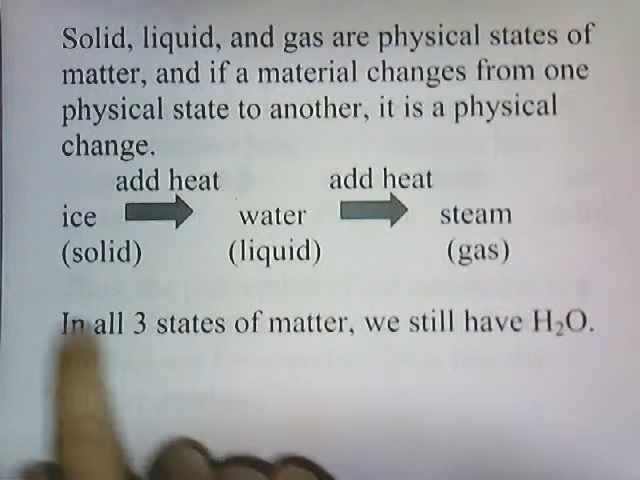 Solid, liquid, and gas are physical states of
matter, and if a material changes from one
physical state to another, it is a physical
change.
add heat add heat
ice water steam
(solid) (liquid) (gas)
In all 3 states of matter, we still have H₂O.